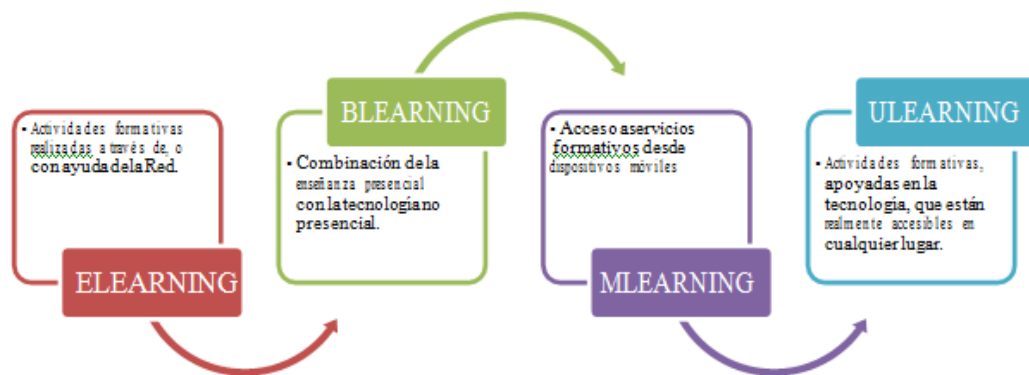 • Actividades formativas
realizadas a través de, o
con ayuda de la Red.
ELEARNING
BLEARNING
• Combinación de la
enseñanza presencial
con la tecnología no
presencial.
• Acceso a servicios
formativos desde
dispositivos móviles
MLEARNING
ULEARNING
• Actividades formativas,
apoyadas en la
tecnología, que están
realmente accesibles en
cualquier lugar.